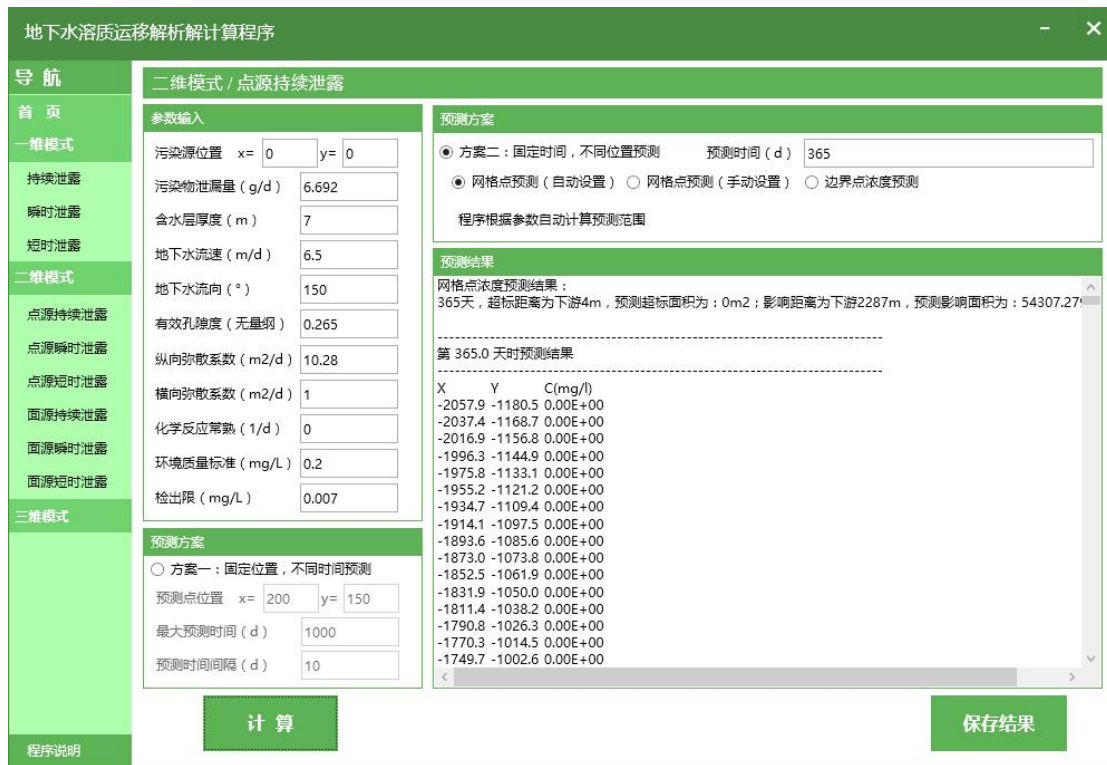 地下水溶质运移解析解计算程序
导 航
首 页
一维模式
持续泄露
瞬时泄露
短时泄露
二维模式
点源持续泄露
点源瞬时泄露
点源短时泄露
面源持续泄露
面源瞬时泄露
面源短时泄露
三维模式
程序说明
二维模式 / 点源持续泄露
参数输入
污染源位置 x= 0 y= 0
污染物泄漏量（g/d） 6.692
含水层厚度（m） 7
地下水流速（m/d） 6.5
地下水流向（°） 150
有效孔隙度（无量纲） 0.265
纵向弥散系数（m2/d） 10.28
横向弥散系数（m2/d） 1
化学反应常熟（1/d） 0
环境质量标准（mg/L） 0.2
检出限（mg/L） 0.007
预测方案
方案一：固定位置，不同时间预测
预测点位置 x= 200 y= 150
最大预测时间（d） 1000
预测时间间隔（d） 10
计 算
预测方案
方案二：固定时间，不同位置预测 预测时间（d） 365
网格点预测（自动设置） 网格点预测（手动设置） 边界点浓度预测
程序根据参数自动计算预测范围
预测结果
网格点浓度预测结果：
365天，超标距离为下游4m，预测超标面积为：0m2；影响距离为下游2287m，预测影响面积为：54307.279
--------------------------------------------------------------------------------
第 365.0 天时预测结果
--------------------------------------------------------------------------------
X Y C(mg/l)
-2057.9 -1180.5 0.00E+00
-2037.4 -1168.7 0.00E+00
-2016.9 -1156.8 0.00E+00
-1996.3 -1144.9 0.00E+00
-1975.8 -1133.1 0.00E+00
-1955.2 -1121.2 0.00E+00
-1934.7 -1109.4 0.00E+00
-1914.1 -1097.5 0.00E+00
-1893.6 -1085.6 0.00E+00
-1873.0 -1073.8 0.00E+00
-1852.5 -1061.9 0.00E+00
-1831.9 -1050.0 0.00E+00
-1811.4 -1038.2 0.00E+00
-1790.8 -1026.3 0.00E+00
-1770.3 -1014.5 0.00E+00
-1749.7 -1002.6 0.00E+00
保存结果